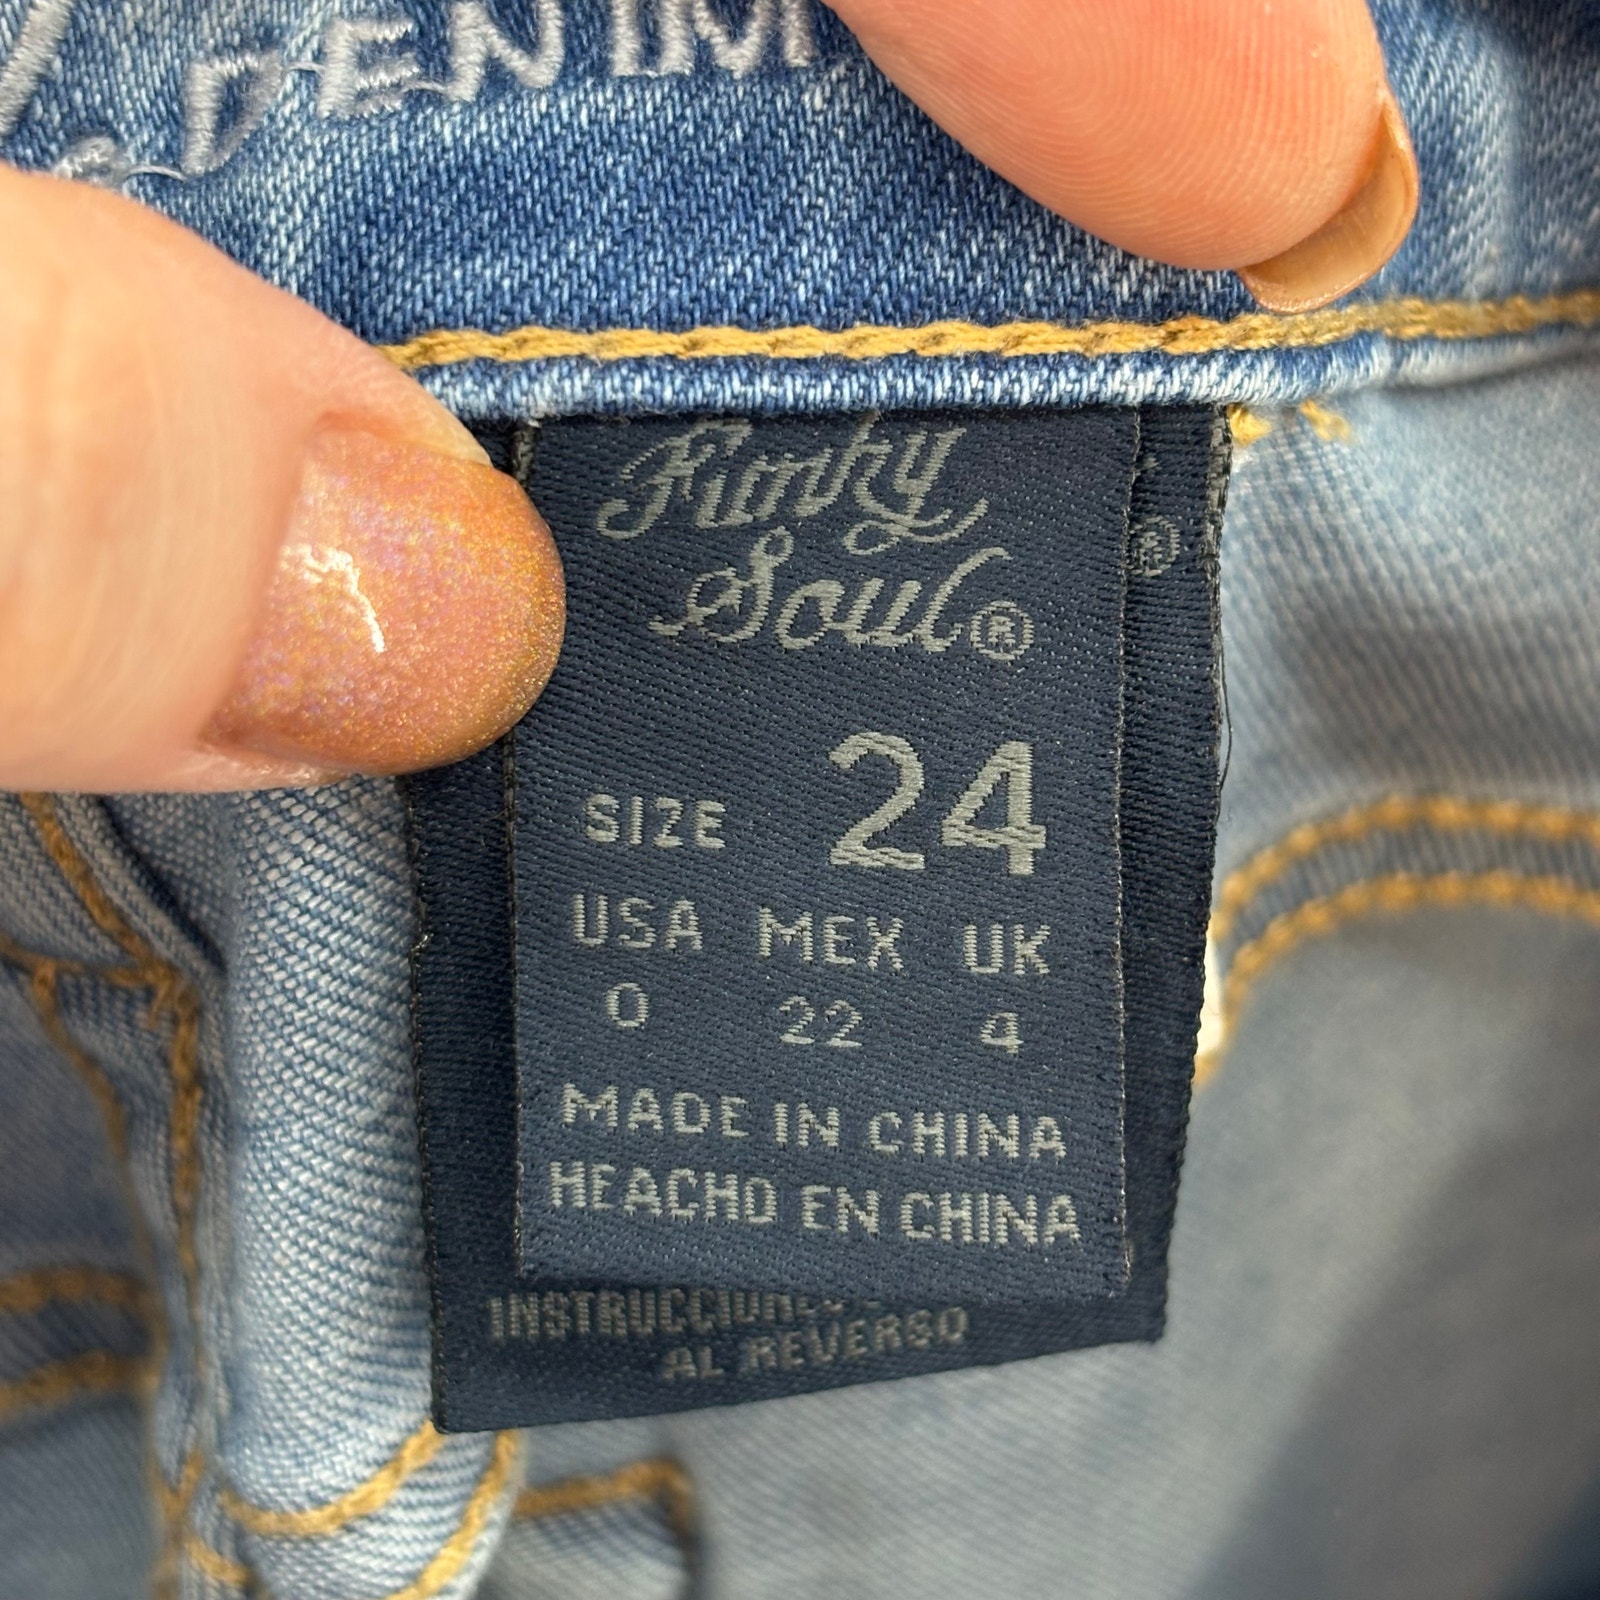 DENIM
Funky
Soul®
®
SIZE 24
USA MEX UK
0 22 4
MADE IN CHINA
HEACHO EN CHINA
INSTRUCCIONES
AL REVERSO